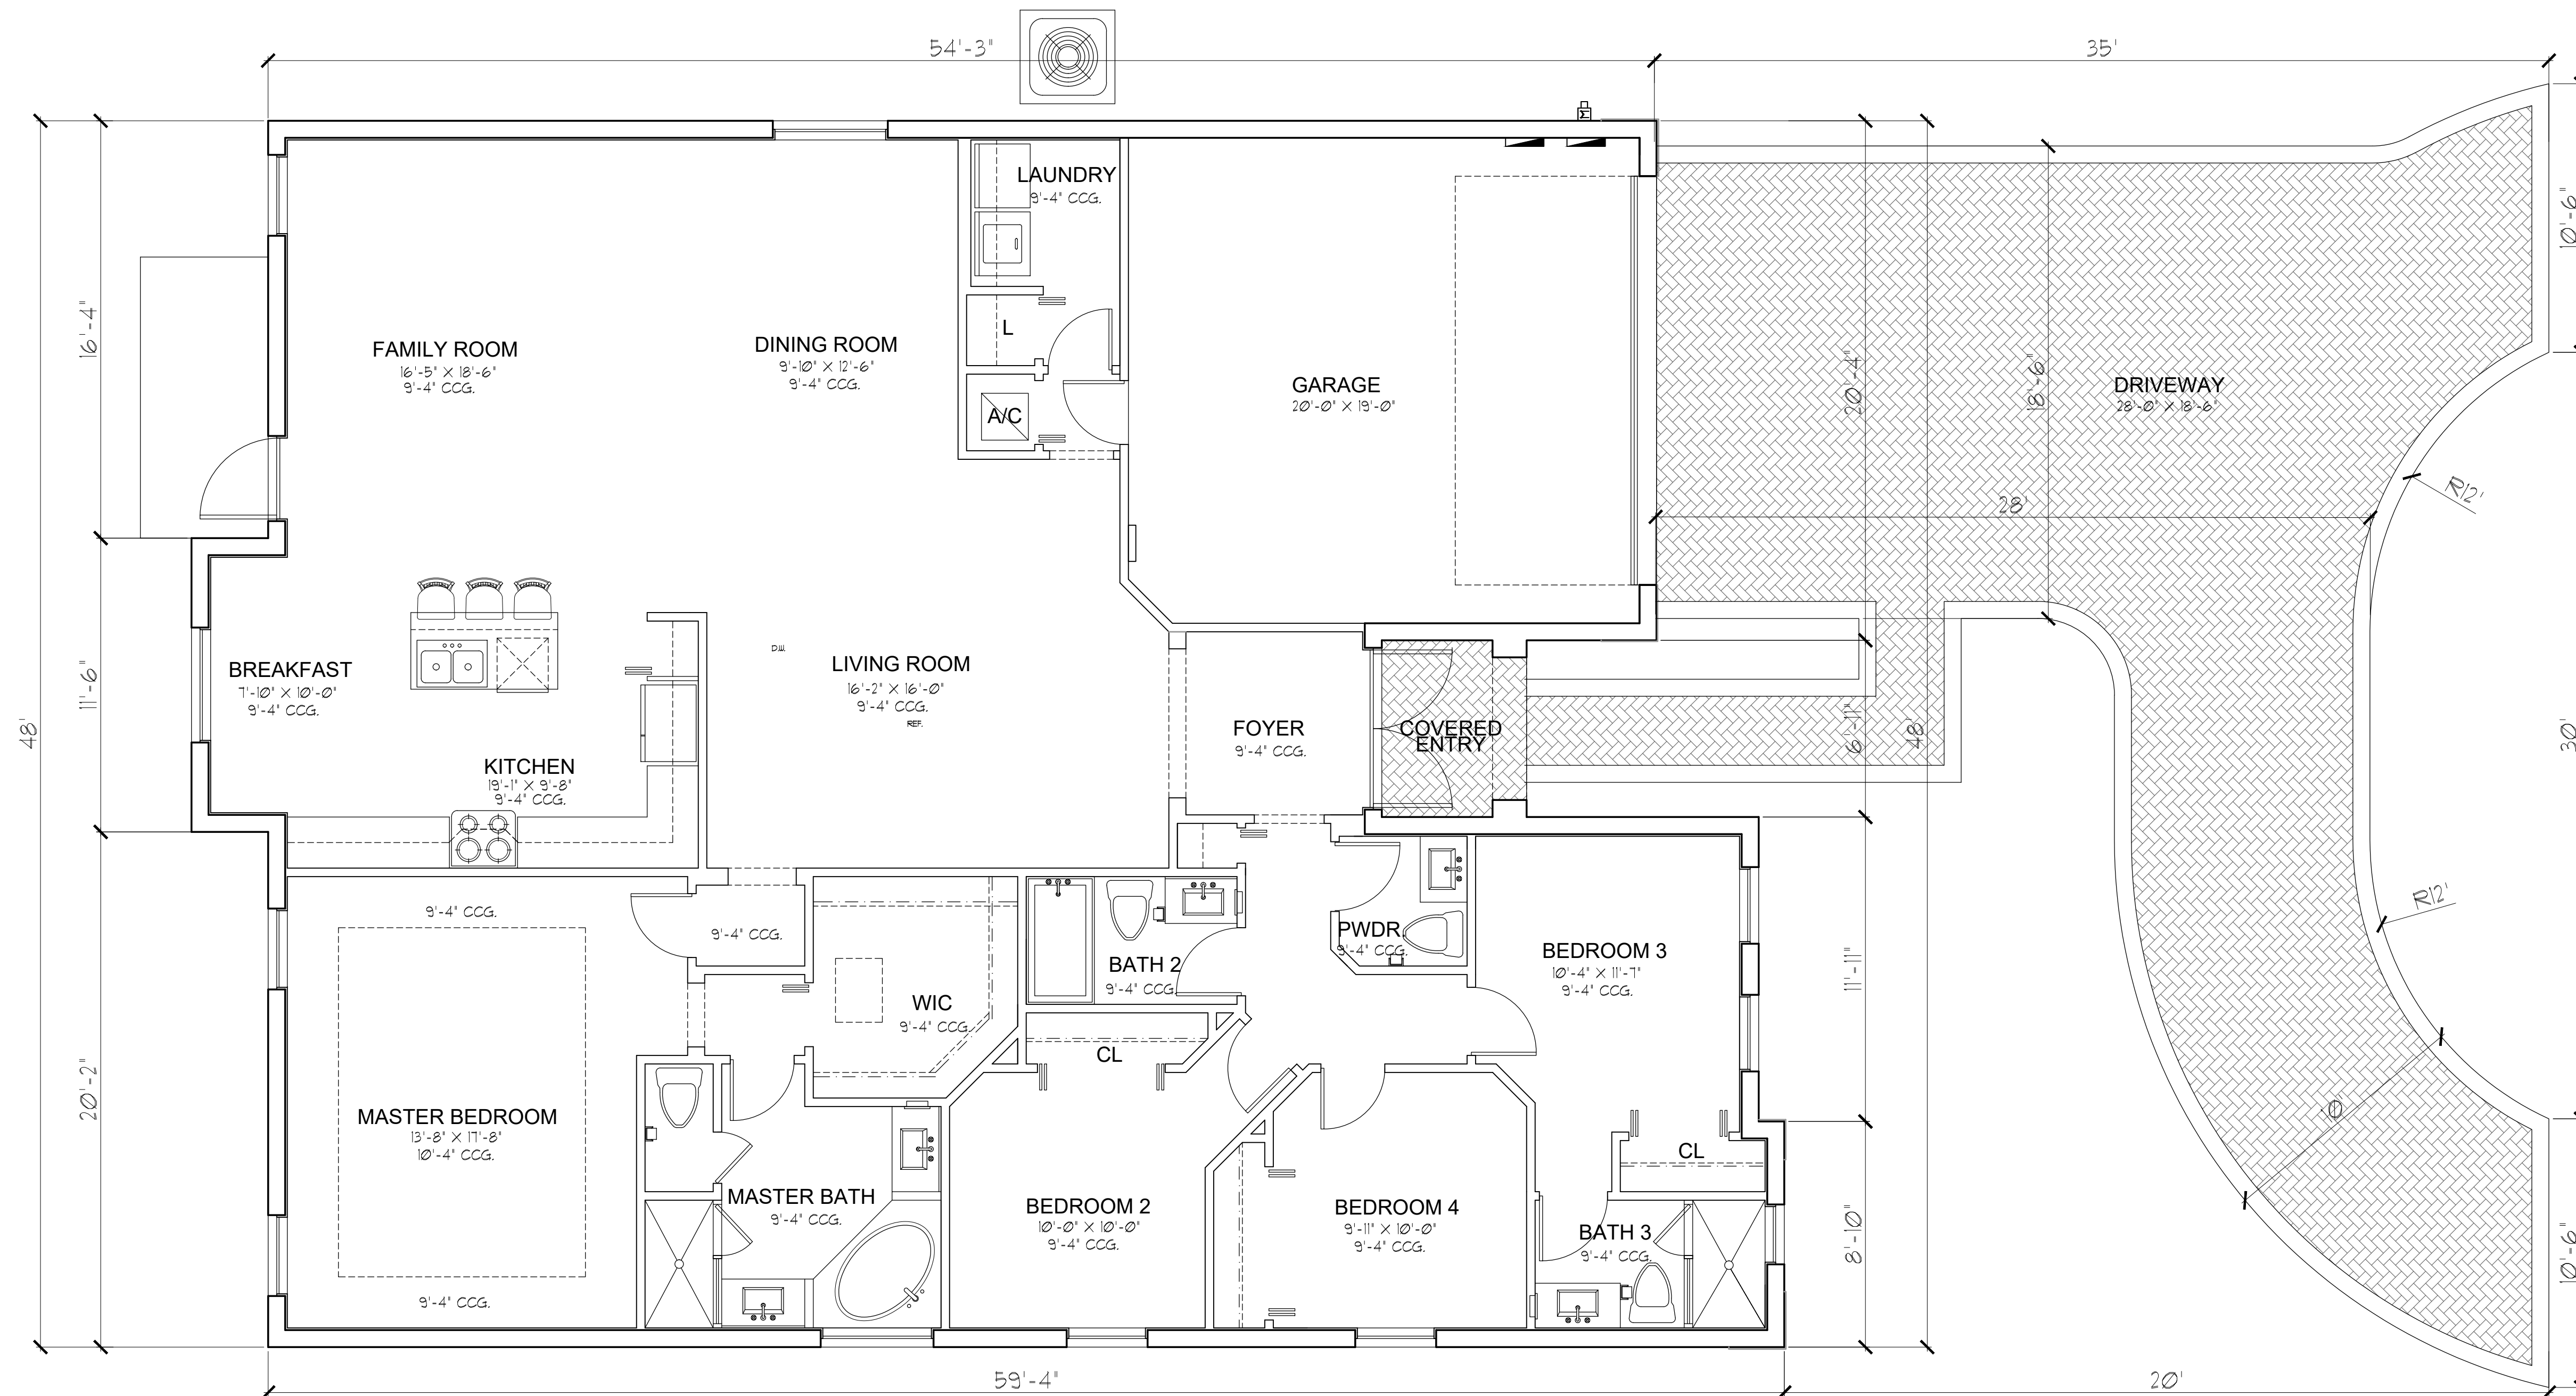 54'-3"
35'
48'
16'-4"
11'-6"
20'-2"
LAUNDRY
9'-4" CCG.
L
A/C
FAMILY ROOM
16'-5" X 18'-6"
9'-4" CCG.
DINING ROOM
9'-10" X 12'-6"
9'-4" CCG.
GARAGE
20'-0" X 19'-0"
20'-4"
18'-6"
DRIVEWAY
28'-0" X 18'-6"
10'-6"
28'
R12'
BREAKFAST
7'-10" X 10'-0"
9'-4" CCG.
D.W.
LIVING ROOM
16'-2" X 16'-0"
9'-4" CCG.
REF.
KITCHEN
19'-1" X 9'-8"
9'-4" CCG.
FOYER
9'-4" CCG.
COVERED
ENTRY
6'-11"
48'
30'
9'-4" CCG.
9'-4" CCG.
WIC
9'-4" CCG.
BATH 2
9'-4" CCG.
PWDR.
9'-4" CCG.
BEDROOM 3
10'-4" X 11'-7"
9'-4" CCG.
11'-11"
R12'
CL
MASTER BEDROOM
13'-8" X 17'-8"
10'-4" CCG.
9'-4" CCG.
MASTER BATH
9'-4" CCG.
BEDROOM 2
10'-0" X 10'-0"
9'-4" CCG.
BEDROOM 4
9'-11" X 10'-0"
9'-4" CCG.
CL
BATH 3
9'-4" CCG.
8'-10"
10
10'-6"
59'-4"
20'